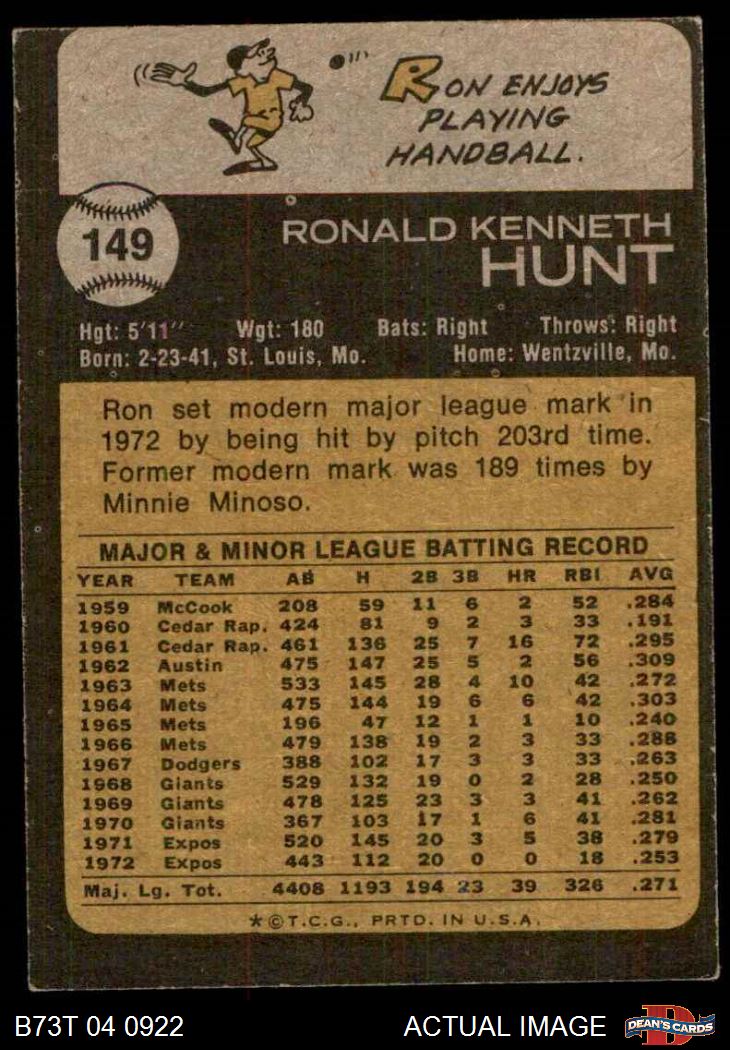 RON ENJOYS
PLAYING
HANDBALL.
149
RONALD KENNETH
HUNT
Hgt: 5'11" Wgt: 180 Bats: Right Throws: Right
Born: 2-23-41, St. Louis, Mo. Home: Wentzville, Mo.
Ron set modern major league mark in
1972 by being hit by pitch 203rd time.
Former modern mark was 189 times by
Minnie Minoso.
MAJOR & MINOR LEAGUE BATTING RECORD
YEAR TEAM AB H 2B 3B HR RBI AVG
1959 McCook 208 59 11 6 2 52 .284
1960 Cedar Rap. 424 81 9 2 3 33 .191
1961 Cedar Rap. 461 136 25 7 16 72 .295
1962 Austin 475 147 25 5 2 56 .309
1963 Mets 533 145 28 4 10 42 .272
1964 Mets 475 144 19 6 6 42 .303
1965 Mets 196 47 12 1 1 10 .240
1966 Mets 479 138 19 2 3 33 .288
1967 Dodgers 388 102 17 3 3 33 .263
1968 Giants 529 132 19 0 2 28 .250
1969 Giants 478 125 23 3 3 41 .262
1970 Giants 367 103 17 1 6 41 .281
1971 Expos 520 145 20 3 5 38 .279
1972 Expos 443 112 20 0 0 18 .253
Maj. Lg. Tot. 4408 1193 194 23 39 326 .271
*©T.C.G., PRTD. IN U.S.A.
B73T 04 0922 ACTUAL IMAGE D DEAN'S CARDS